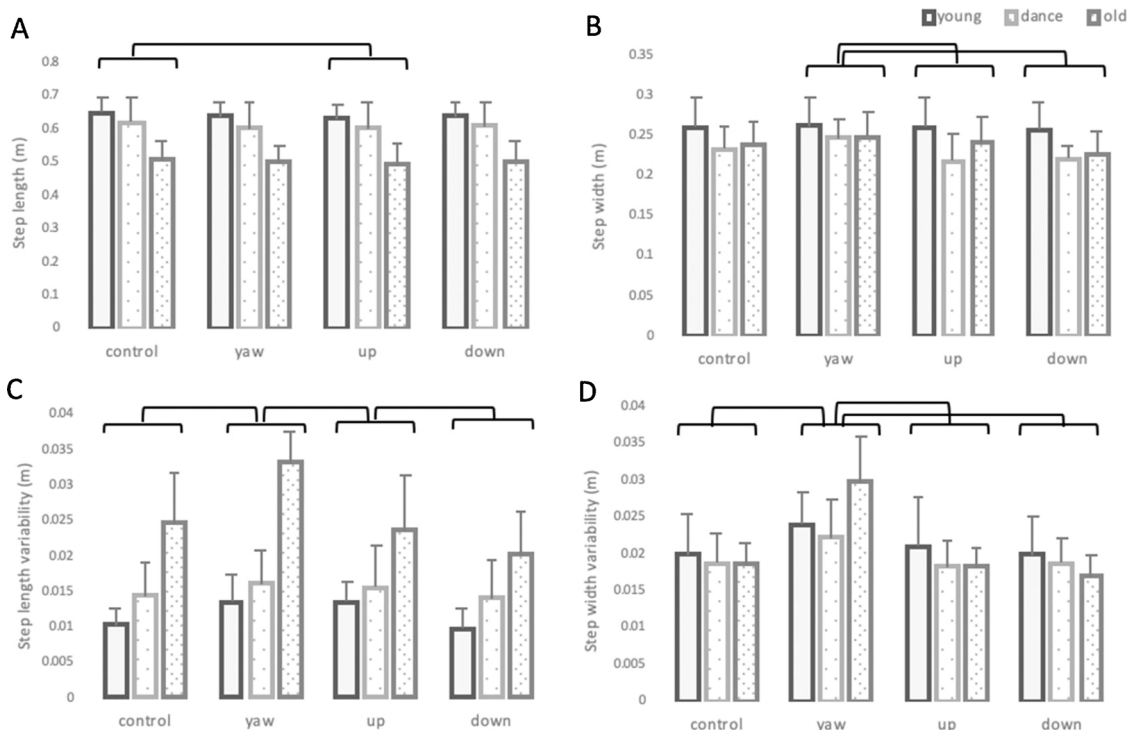 young dance old
A
Step length (m)
0.8
0.7
0.6
0.5
0.4
0.3
0.2
0.1
0
control yaw up down
B
Step width (m)
0.35
0.3
0.25
0.2
0.15
0.1
0.05
0
control yaw up down
C
Step length variability (m)
0.04
0.035
0.03
0.025
0.02
0.015
0.01
0.005
0
control yaw up down
D
Step width variability (m)
0.04
0.035
0.03
0.025
0.02
0.015
0.01
0.005
0
control yaw up down